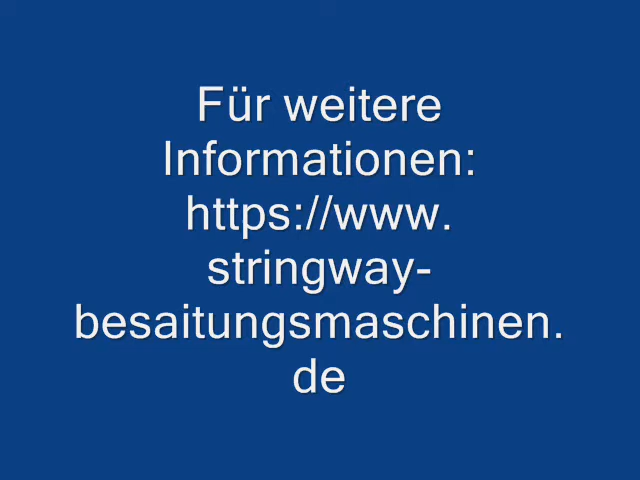 Für weitere
Informationen:
https://www.
stringway-
besaitungsmaschinen.
de